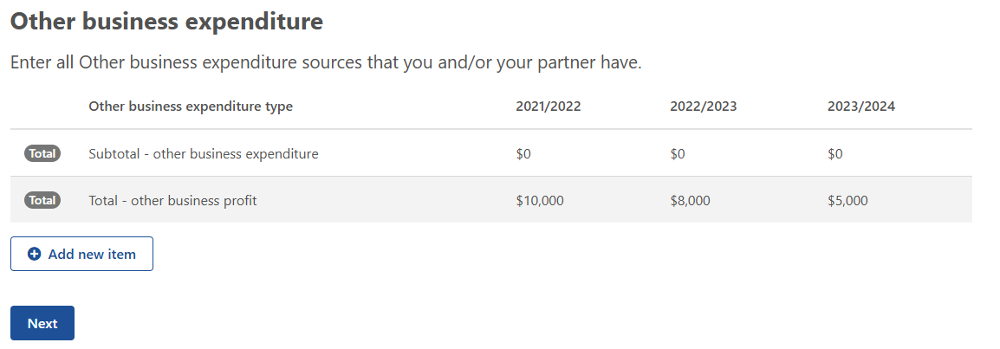 Other business expenditure
Enter all Other business expenditure sources that you and/or your partner have.
Other business expenditure type 2021/2022 2022/2023 2023/2024
Total Subtotal - other business expenditure $0 $0 $0
Total Total - other business profit $10,000 $8,000 $5,000
Add new item
Next